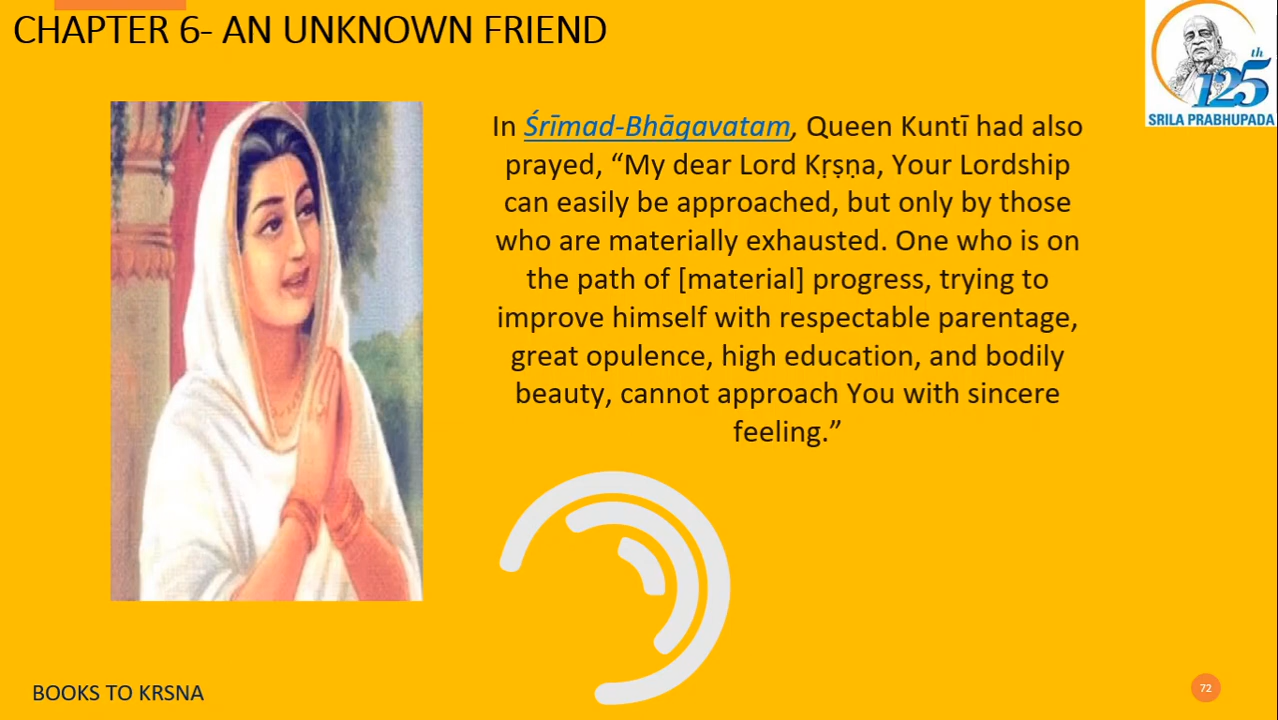 CHAPTER 6- AN UNKNOWN FRIEND
th
125
SRILA PRABHUPADA
In Śrīmad-Bhāgavatam, Queen Kuntī had also
prayed, “My dear Lord Kṛṣṇa, Your Lordship
can easily be approached, but only by those
who are materially exhausted. One who is on
the path of [material] progress, trying to
improve himself with respectable parentage,
great opulence, high education, and bodily
beauty, cannot approach You with sincere
feeling.”
BOOKS TO KRSNA
72